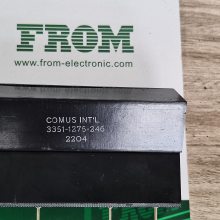 FROM
www.from-electronic.com
COMUS INT'L
3351-1275-246
2204